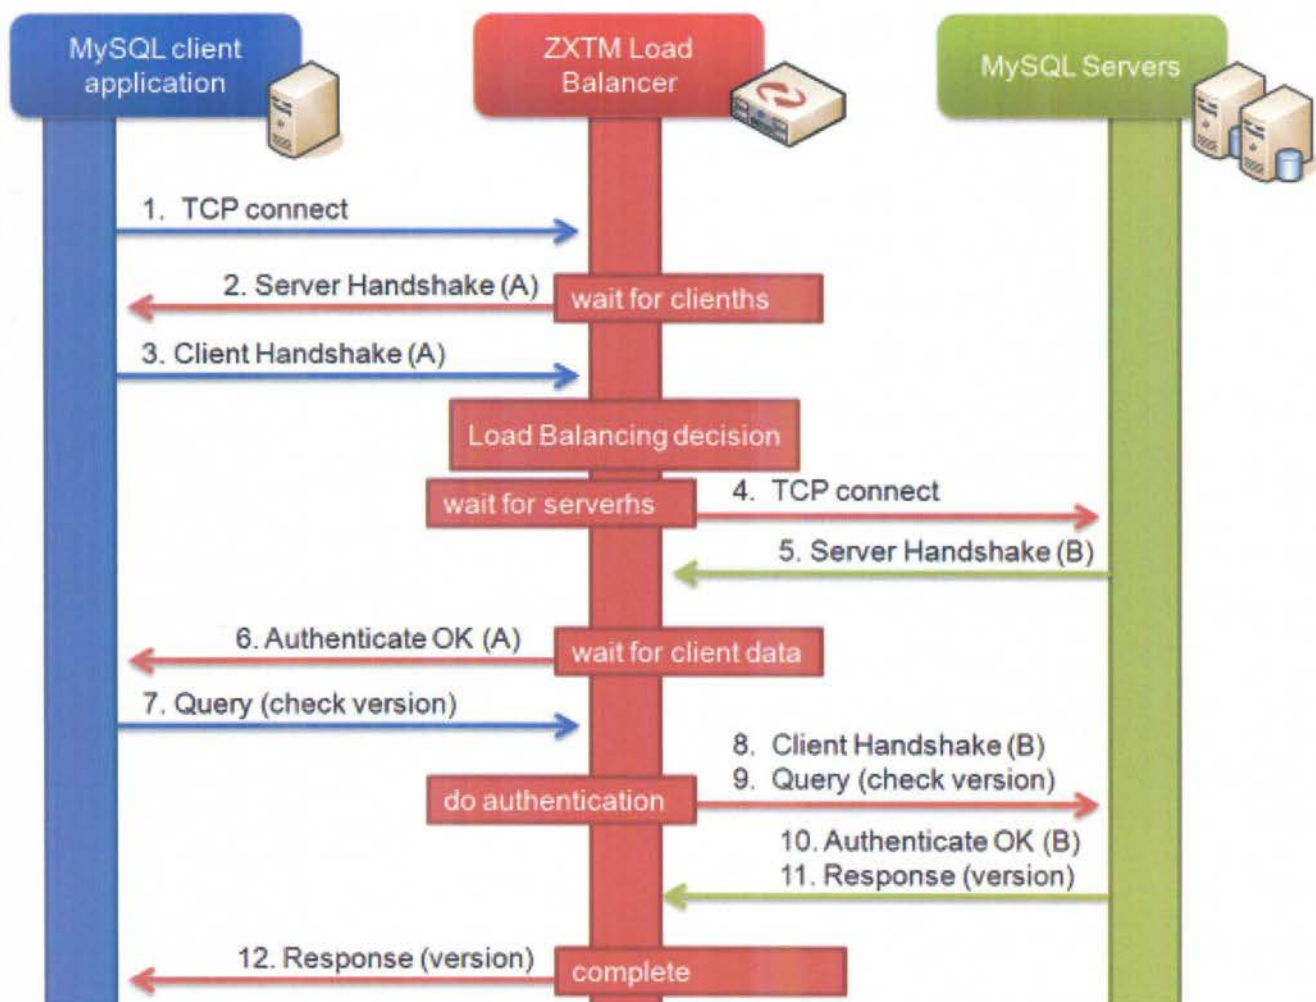 MySQL client
application
ZXTM Load
Balancer
MySQL Servers
1. TCP connect
2. Server Handshake (A)
wait for clienths
3. Client Handshake (A)
Load Balancing decision
wait for serverhs
4. TCP connect
5. Server Handshake (B)
6. Authenticate OK (A)
wait for client data
7. Query (check version)
8. Client Handshake (B)
do authentication
9. Query (check version)
10. Authenticate OK (B)
11. Response (version)
12. Response (version)
complete